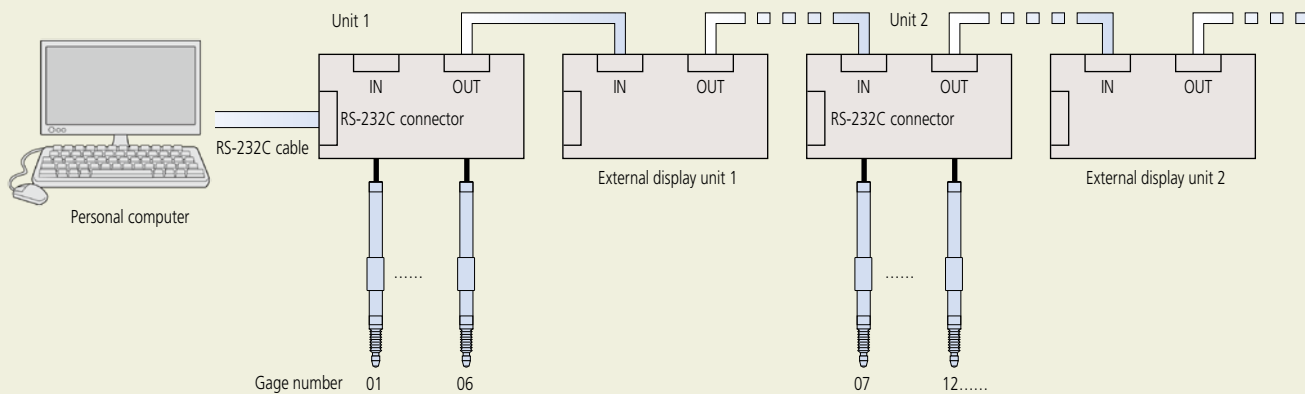 Unit 1
Unit 2
IN
OUT
IN
OUT
IN
OUT
IN
OUT
RS-232C connector
RS-232C connector
RS-232C cable
External display unit 1
External display unit 2
Personal computer
......
......
Gage number 01 06 07 12......